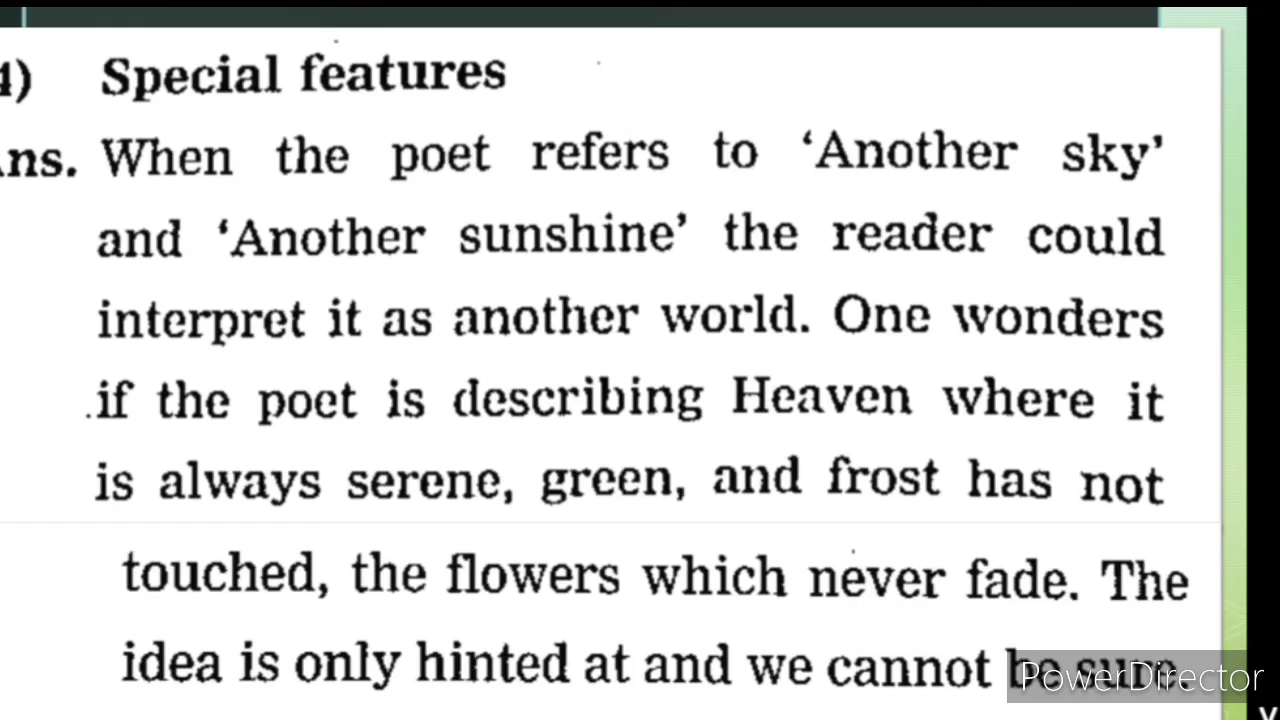 4) Special features
Ans. When the poet refers to ‘Another sky’
and ‘Another sunshine’ the reader could
interpret it as another world. One wonders
if the poet is describing Heaven where it
is always serene, green, and frost has not
touched, the flowers which never fade. The
idea is only hinted at and we cannot be sure.
PowerDirector